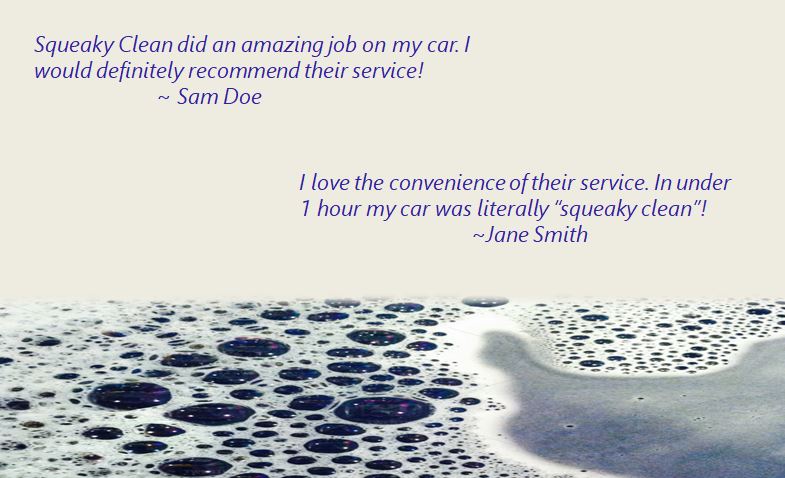 Squeaky Clean did an amazing job on my car. I
would definitely recommend their service!
~ Sam Doe
I love the convenience of their service. In under
1 hour my car was literally “squeaky clean”!
~Jane Smith